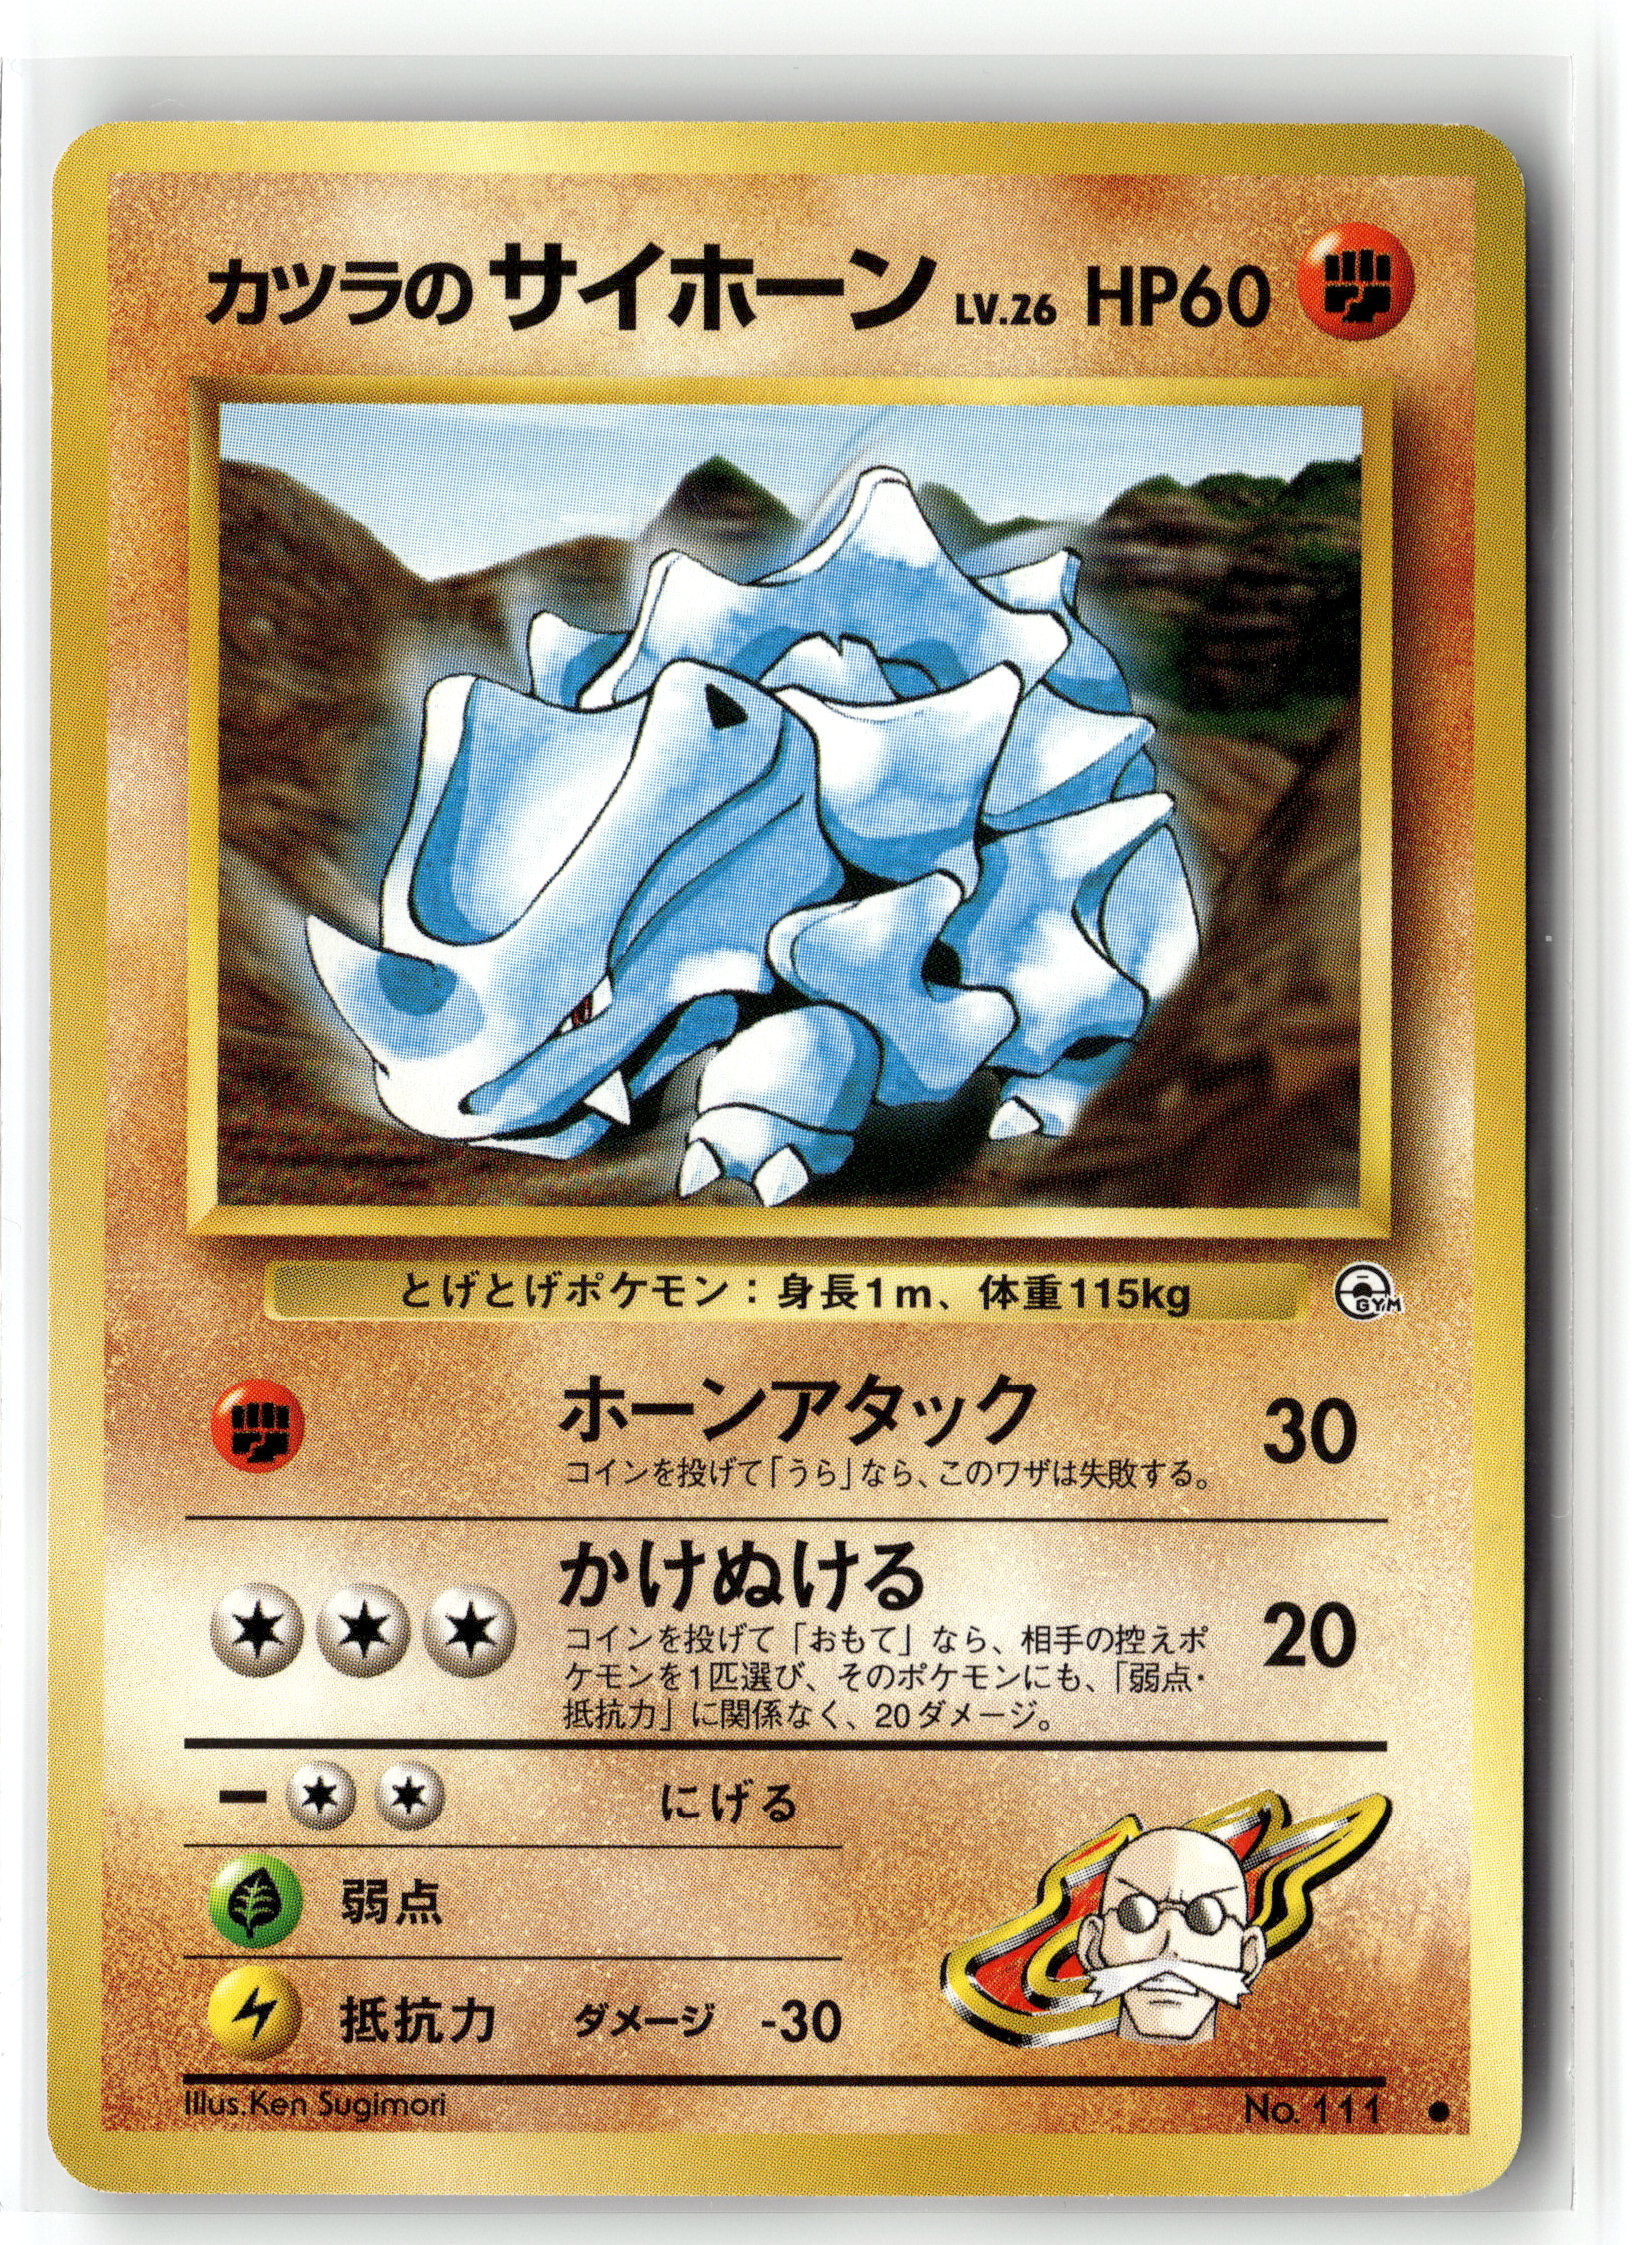 カツラの サイホーン LV.26 HP60
とげとげポケモン：身長1m、体重115kg
GYM
ホーンアタック 30
コインを投げて「うら」なら、このワザは失敗する。
かけぬける 20
コインを投げて「おもて」なら、相手の控えポ
ケモンを1匹選び、そのポケモンにも、「弱点・
抵抗力」に関係なく、20ダメージ。
ー にげる
弱点
抵抗力 ダメージ -30
Illus.Ken Sugimori No. 111 ●